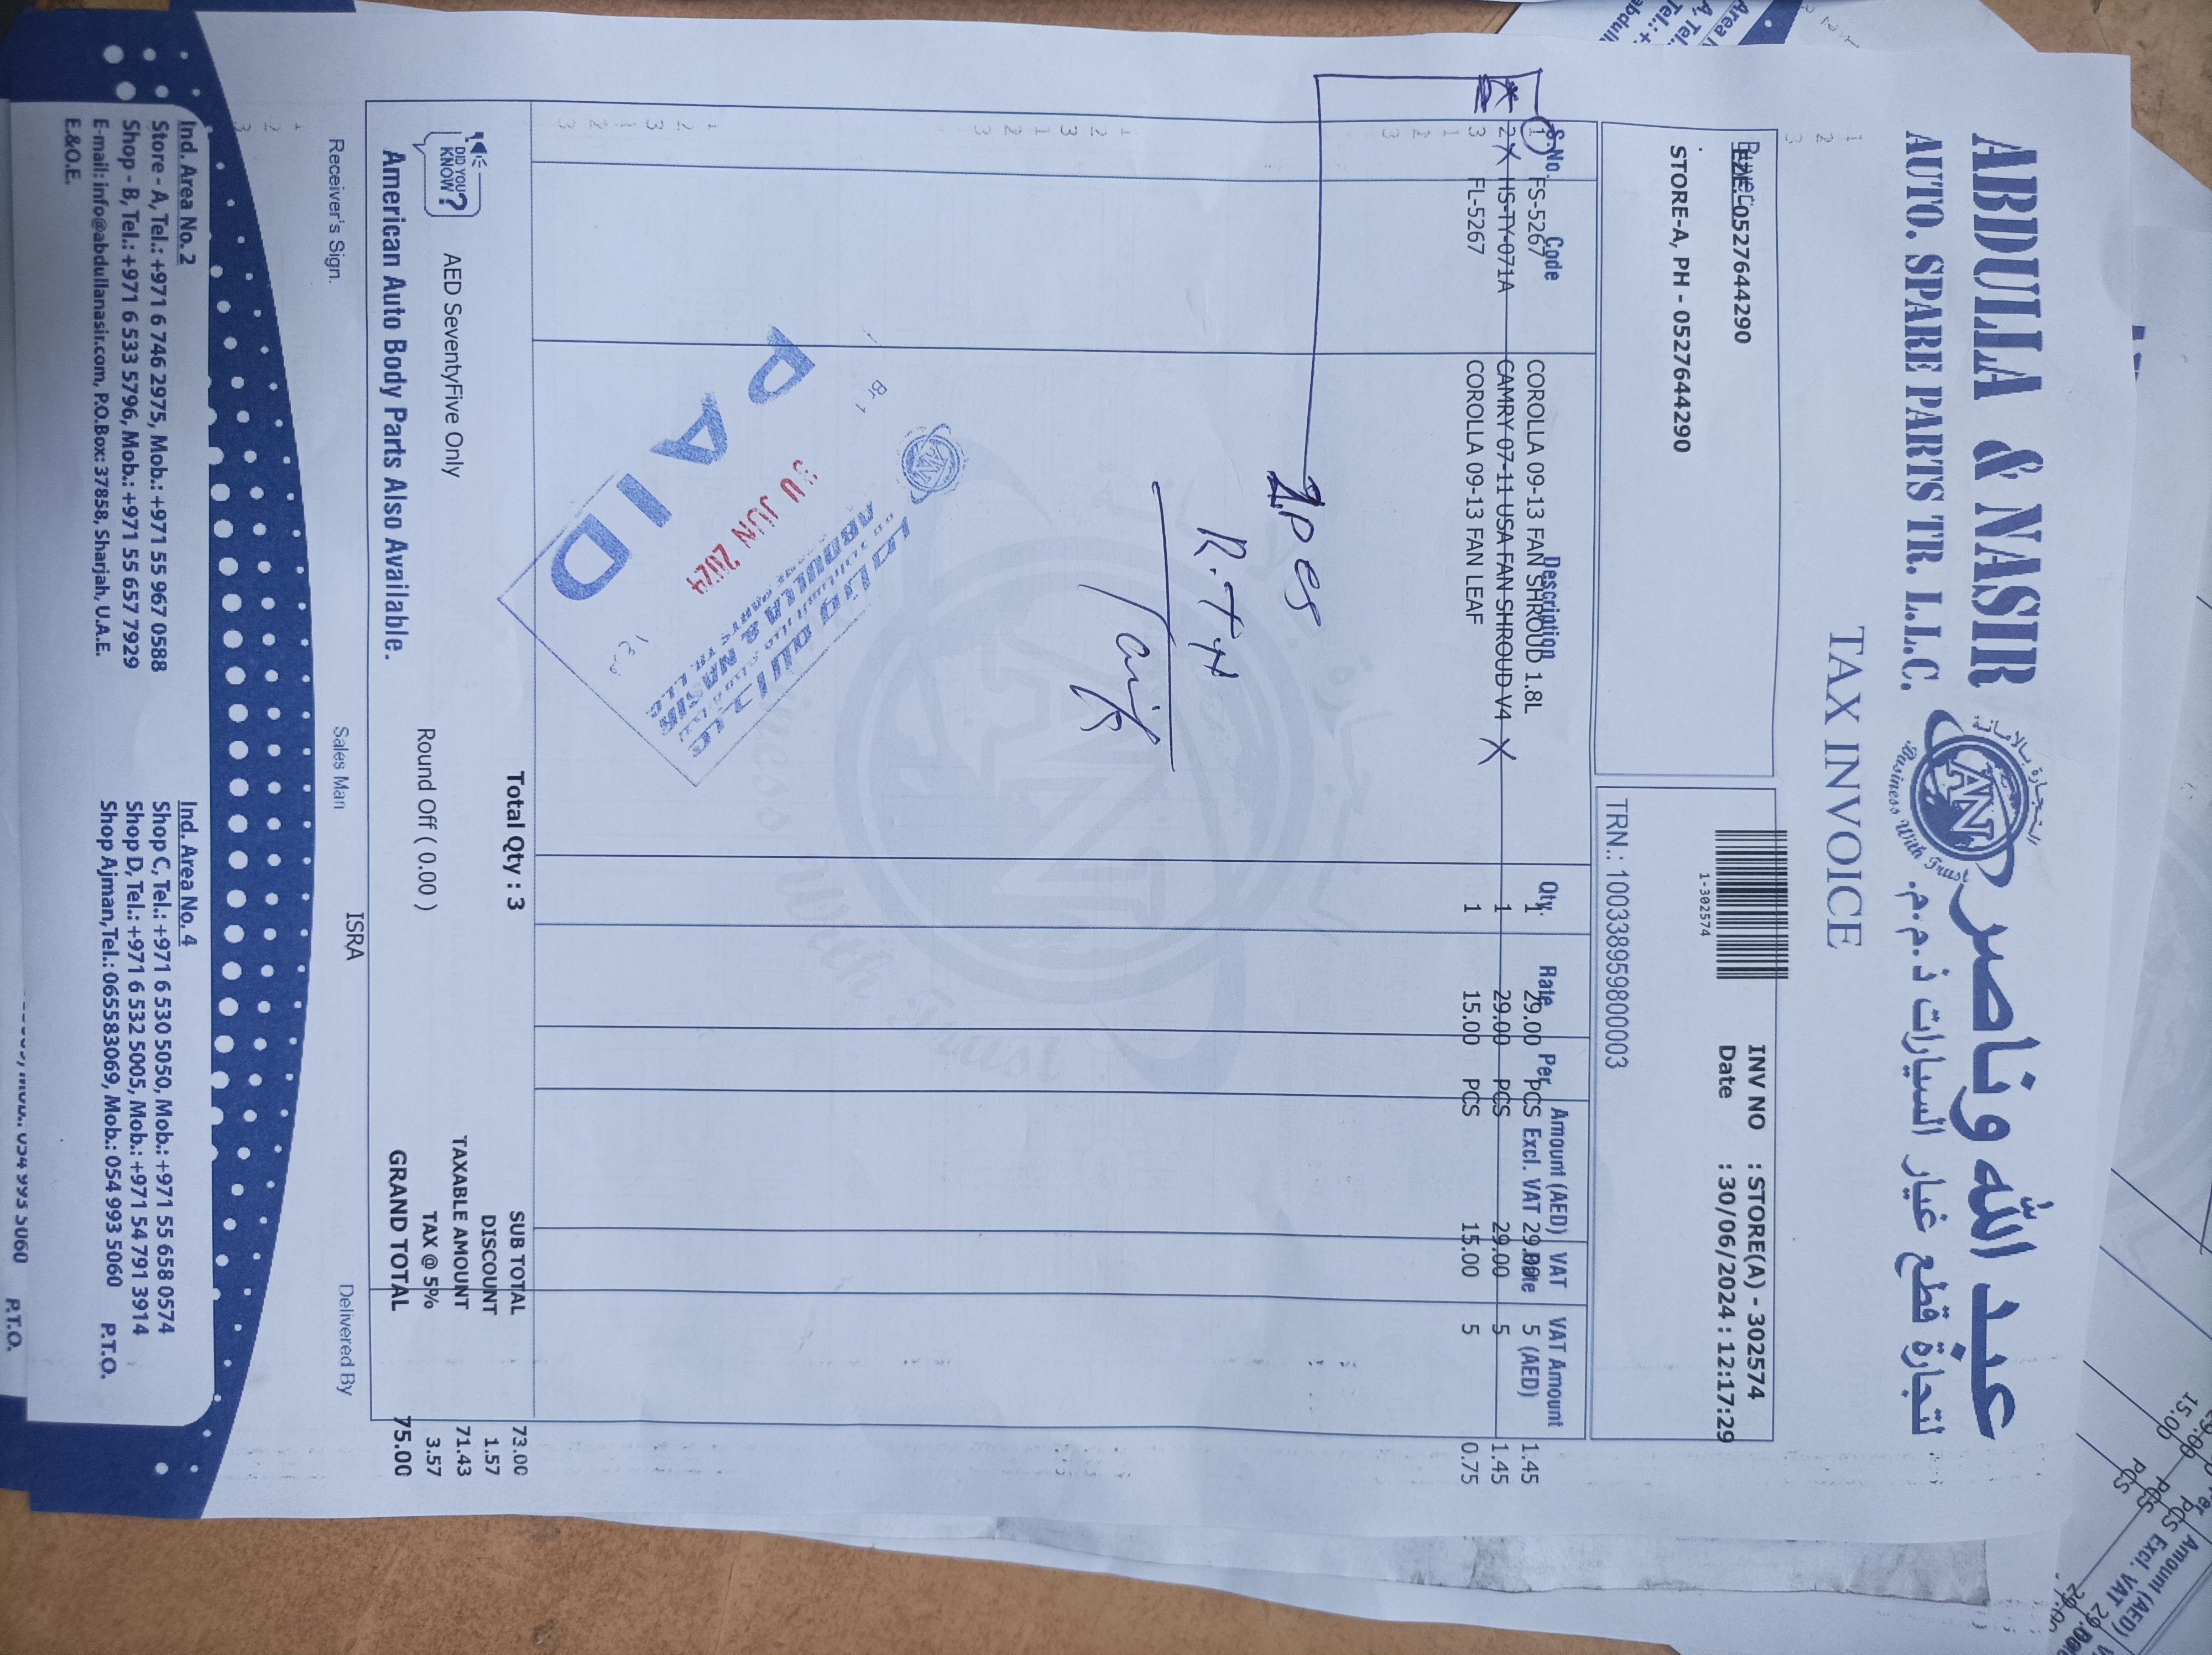 ABDULLA & NASIR
AUTO. SPARE PARTS TR. L.L.C.
عبد الله وناصر
لتجارة قطع غيار السيارات ذ.م.م.
AN
Business With Trust
TAX INVOICE
Buyer:
EZE-0527644290
STORE-A, PH - 0527644290
1-302574
INV NO : STORE(A) - 302574
Date : 30/06/2024 : 12:17:29
TRN.: 100338959800003
S.No. Code Description Qty. Rate Per Amount (AED) Excl. VAT VAT Rate VAT Amount (AED)
1 FS-5267 COROLLA 09-13 FAN SHROUD 1.8L 1 29.00 PCS 29.00 5 1.45
2 HS-TY-071A CAMRY 07-11 USA FAN SHROUD V4 1 29.00 PCS 29.00 5 1.45
3 FL-5267 COROLLA 09-13 FAN LEAF 1 15.00 PCS 15.00 5 0.75
PAID
30 JUN 2024
ABDULLA & NASIR
Total Qty : 3
SUB TOTAL 73.00
DISCOUNT 1.57
TAXABLE AMOUNT 71.43
TAX @ 5% 3.57
GRAND TOTAL 75.00
DID YOU KNOW?
AED SeventyFive Only
Round Off ( 0.00 )
American Auto Body Parts Also Available.
Receiver's Sign.
Sales Man
ISRA
Delivered By
Ind. Area No. 2
Store - A, Tel.: +971 6 746 2975, Mob.: +971 55 967 0588
Shop - B, Tel.: +971 6 533 5796, Mob.: +971 55 657 7929
E-mail: info@abdullanasir.com, P.O.Box: 37858, Sharjah, U.A.E.
E.&O.E.
Ind. Area No. 4
Shop C, Tel.: +971 6 530 5050, Mob.: +971 55 658 0574
Shop D, Tel.: +971 6 532 5005, Mob.: +971 54 791 3914
Shop Ajman, Tel.: 065583069, Mob.: 054 993 5060
P.T.O.
P.T.O.